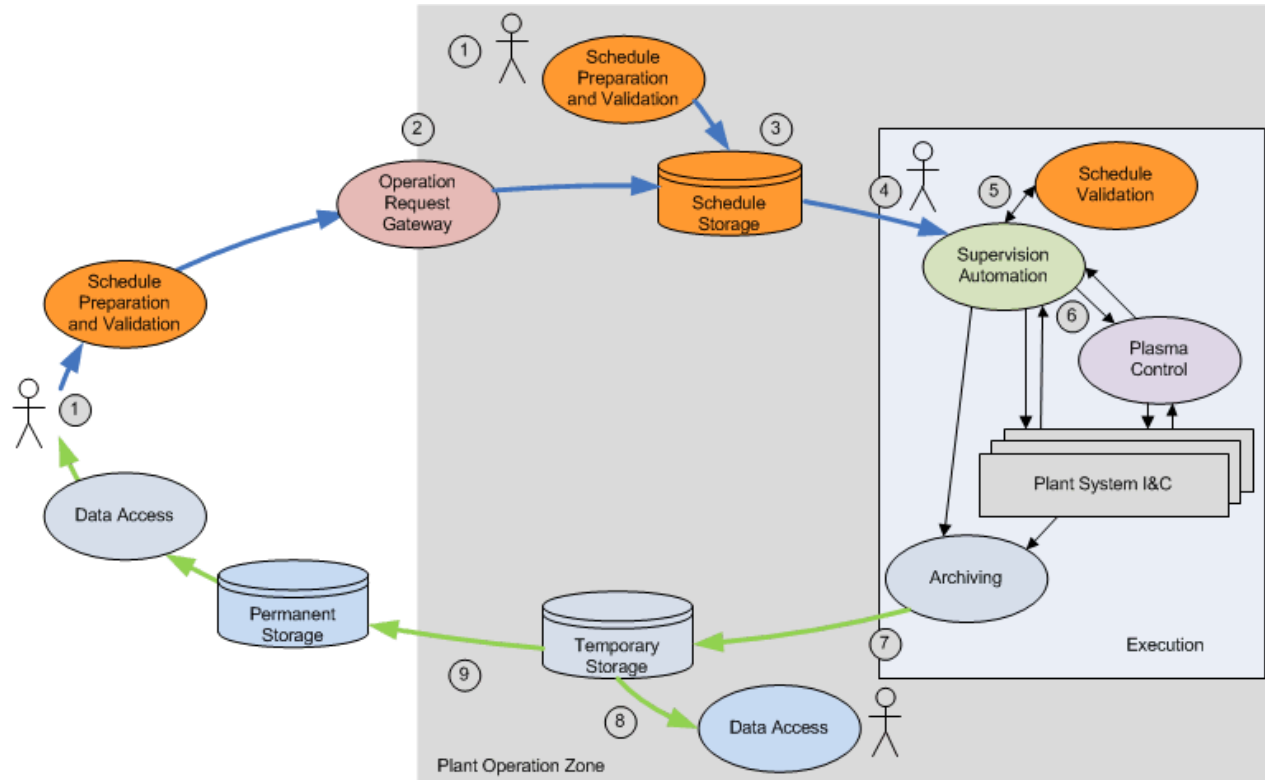 1
Schedule
Preparation
and Validation
2
3
Operation
Request
Gateway
Schedule
Storage
4
5
Schedule
Validation
Supervision
Automation
6
Schedule
Preparation
and Validation
Plasma
Control
1
Plant System I&C
Data Access
Archiving
Permanent
Storage
Temporary
Storage
7
Execution
9
8
Data Access
Plant Operation Zone